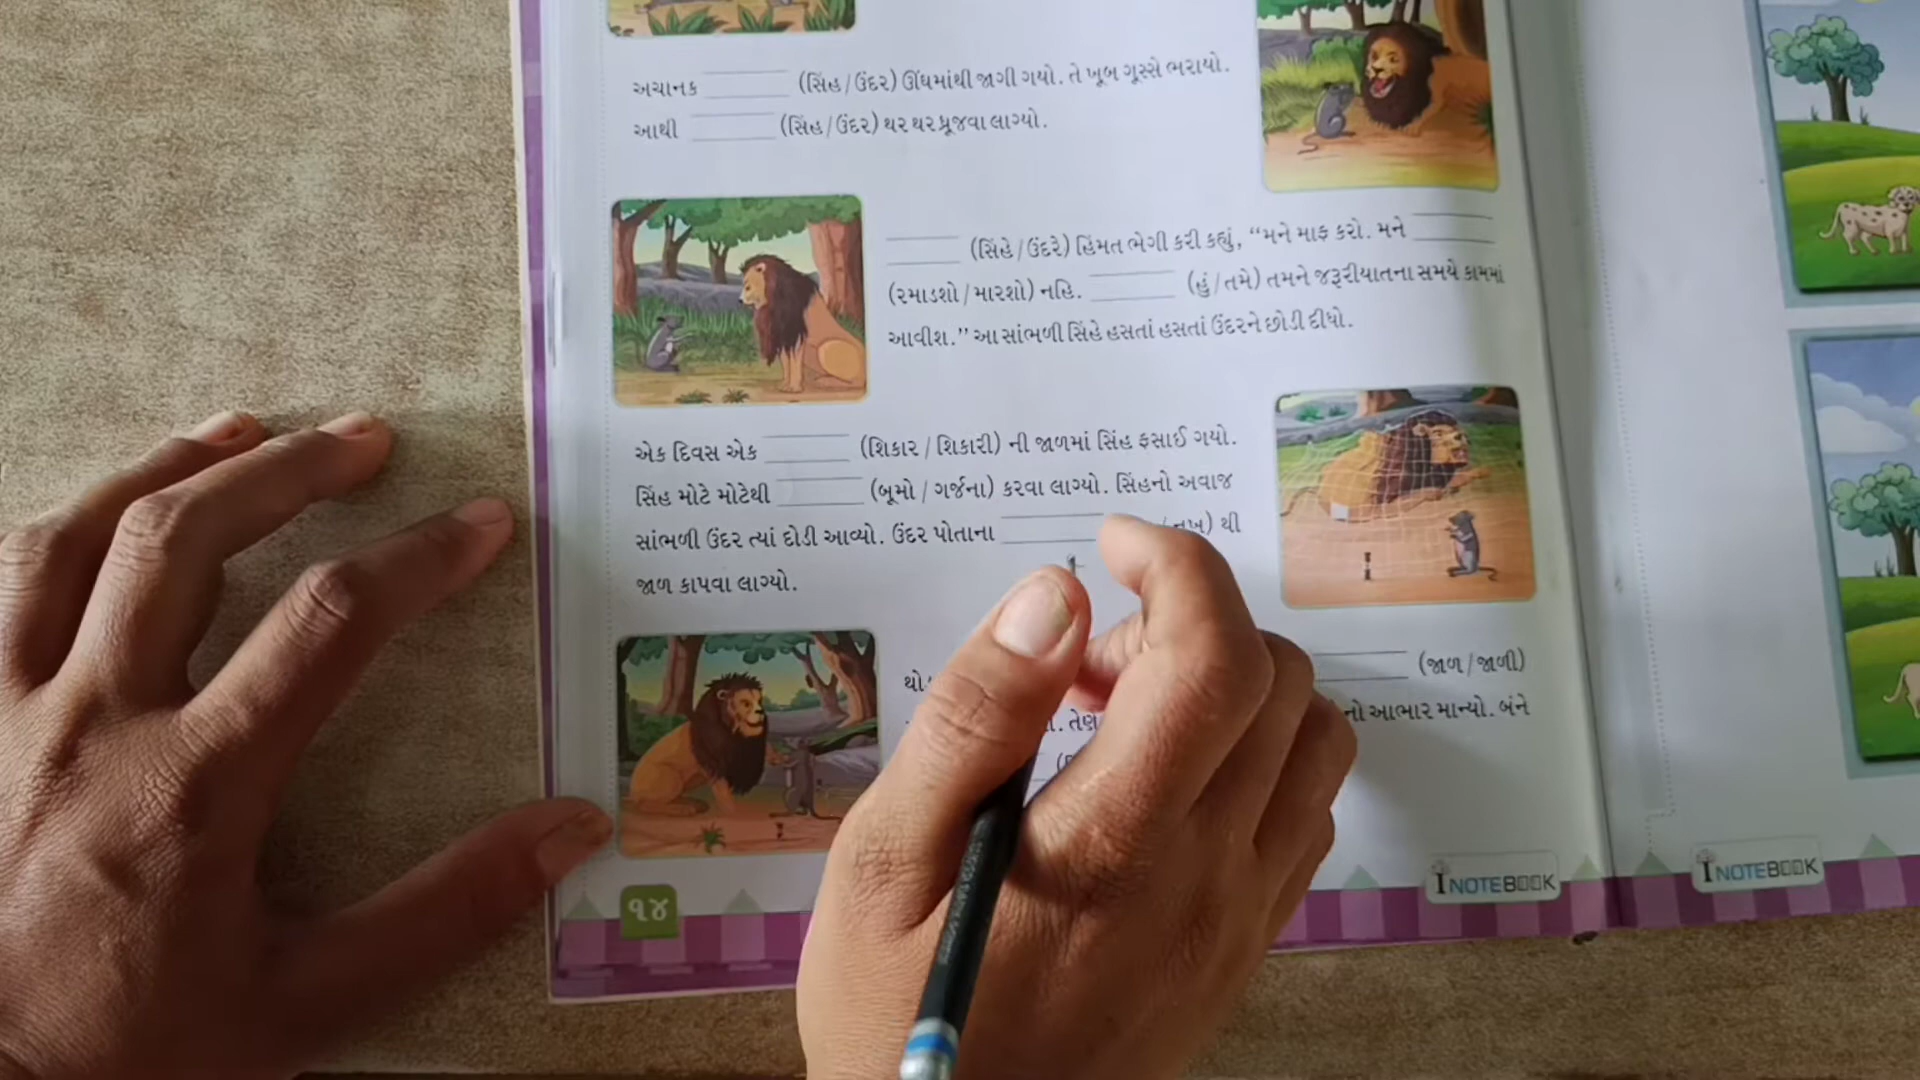 અચાનક ______ (સિંહ / ઉંદર) ઊંઘમાંથી જાગી ગયો. તે ખૂબ ગુસ્સે ભરાયો.
આથી ______ (સિંહ / ઉંદર) થર થર ધ્રૂજવા લાગ્યો.
______ (સિંહે / ઉંદરે) હિંમત ભેગી કરી કહ્યું, “મને માફ કરો. મને ______
(રમાડશો / મારશો) નહિ. ______ (હું / તમે) તમને જરૂરીયાતના સમયે કામમાં
આવીશ.” આ સાંભળી સિંહે હસતાં હસતાં ઉંદરને છોડી દીધો.
એક દિવસ એક ______ (શિકાર / શિકારી) ની જાળમાં સિંહ ફસાઈ ગયો.
સિંહ મોટે મોટેથી ______ (બૂમો / ગર્જના) કરવા લાગ્યો. સિંહનો અવાજ
સાંભળી ઉંદર ત્યાં દોડી આવ્યો. ઉંદર પોતાના ______ / નખ) થી
જાળ કાપવા લાગ્યો.
______ (જાળ / જાળી)
આભાર માન્યો. બંને
૧૪
INOTEBOOK
INOTEBOOK